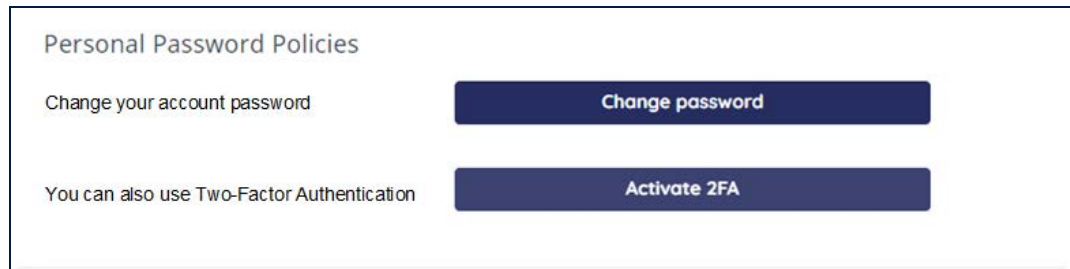 Personal Password Policies
Change your account password
Change password
You can also use Two-Factor Authentication
Activate 2FA